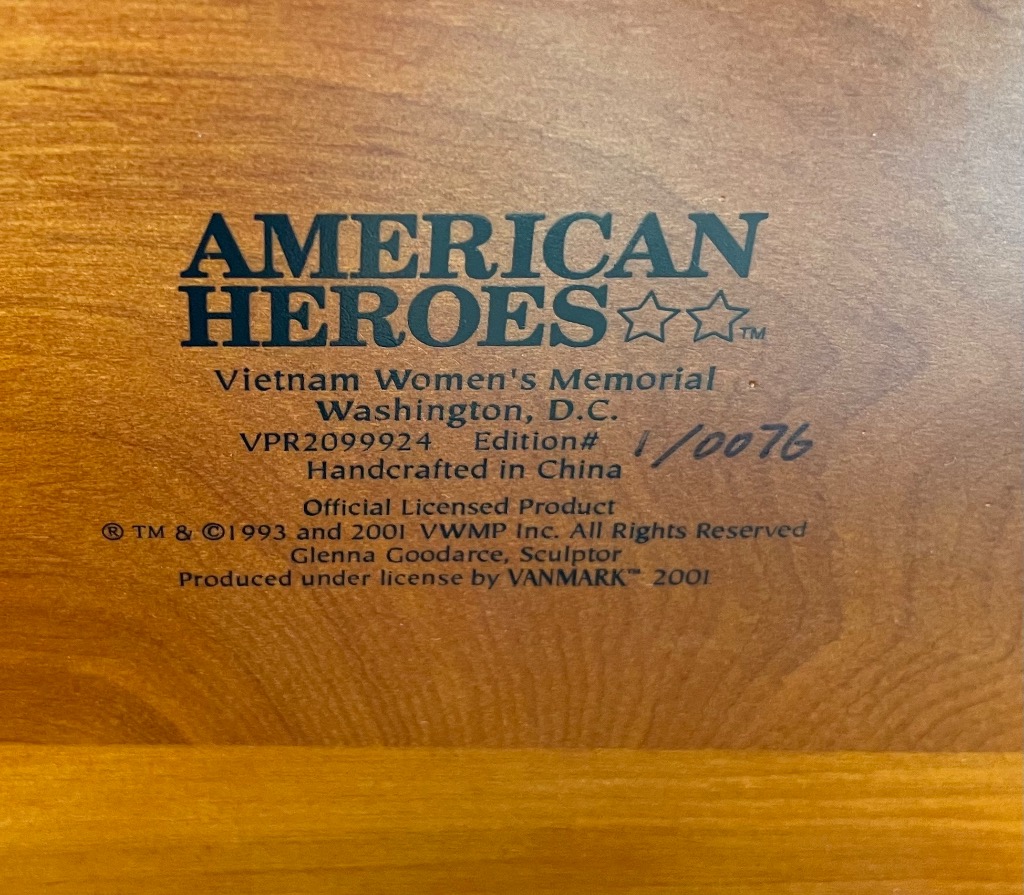 AMERICAN
HEROES☆☆™
Vietnam Women's Memorial
Washington, D.C.
VPR2099924 Edition# 1/0076
Handcrafted in China
Official Licensed Product
® TM & ©1993 and 2001 VWMP Inc. All Rights Reserved
Glenna Goodarce, Sculptor
Produced under license by VANMARK™ 2001